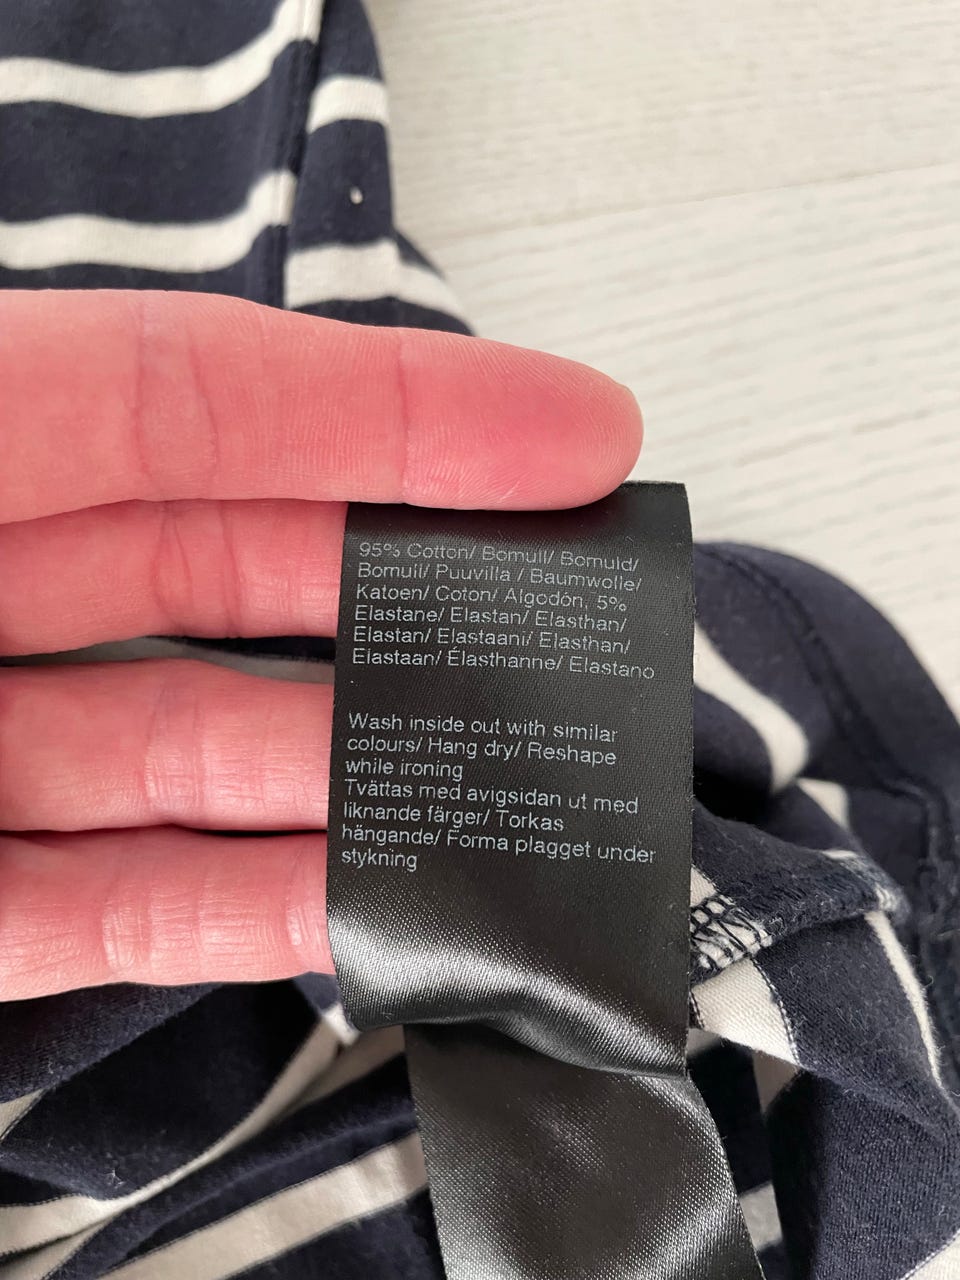 95% Cotton/ Bomull/ Bomuld/
Bomull/ Puuvilla / Baumwolle/
Katoen/ Coton/ Algodón, 5%
Elastane/ Elastan/ Elasthan/
Elastan/ Elastaani/ Elasthan/
Elastaan/ Élasthanne/ Elastano
Wash inside out with similar
colours/ Hang dry/ Reshape
while ironing
Tvättas med avigsidan ut med
liknande färger/ Torkas
hängande/ Forma plagget under
stykning